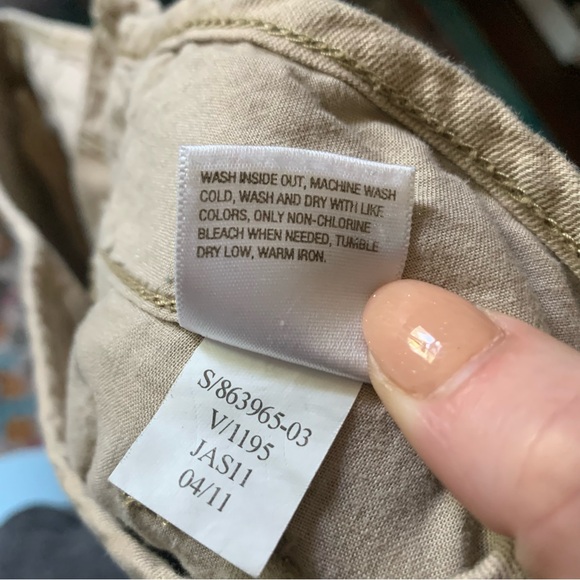 WASH INSIDE OUT, MACHINE WASH
COLD, WASH AND DRY WITH LIKE
COLORS, ONLY NON-CHLORINE
BLEACH WHEN NEEDED, TUMBLE
DRY LOW, WARM IRON.
S/863965-03
V/1195
JAS11
04/11